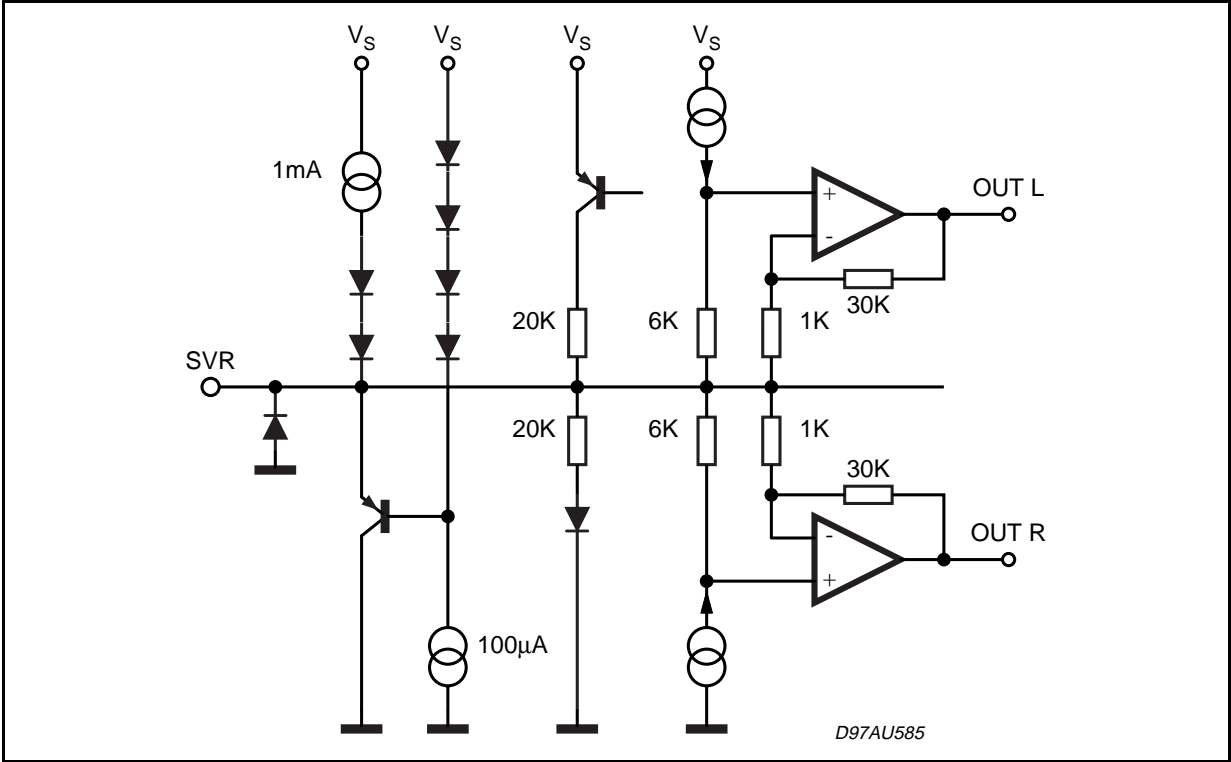 VS VS VS VS
1mA
OUT L
+
-
30K
20K 6K 1K
SVR
20K 6K 1K
30K
-
OUT R
+
100μA
D97AU585